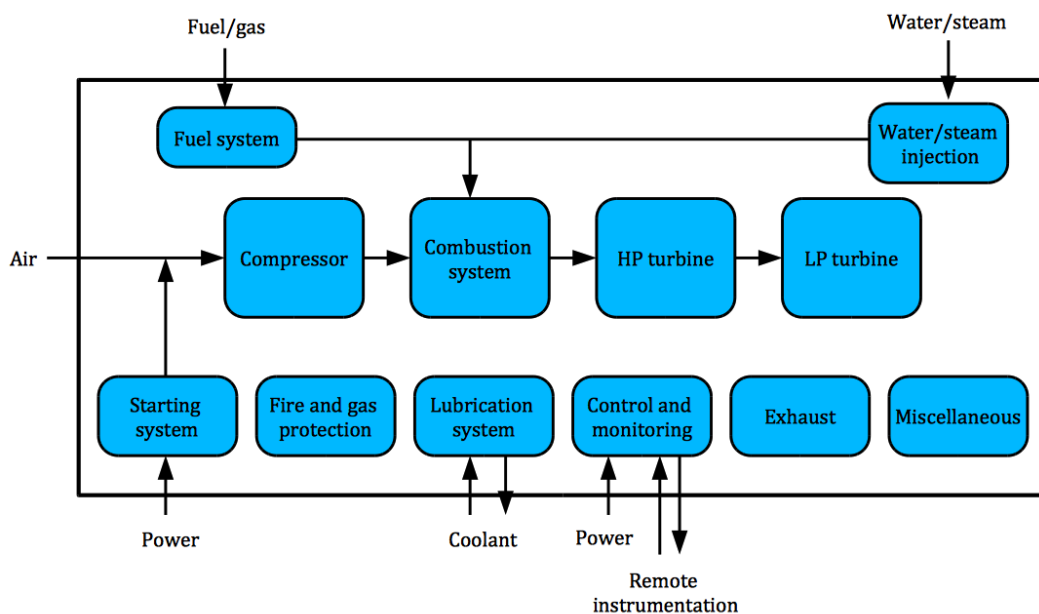 Fuel/gas
Water/steam
Fuel system
Water/steam
injection
Air
Compressor
Combustion
system
HP turbine
LP turbine
Starting
system
Fire and gas
protection
Lubrication
system
Control and
monitoring
Exhaust
Miscellaneous
Power
Coolant
Power
Remote
instrumentation